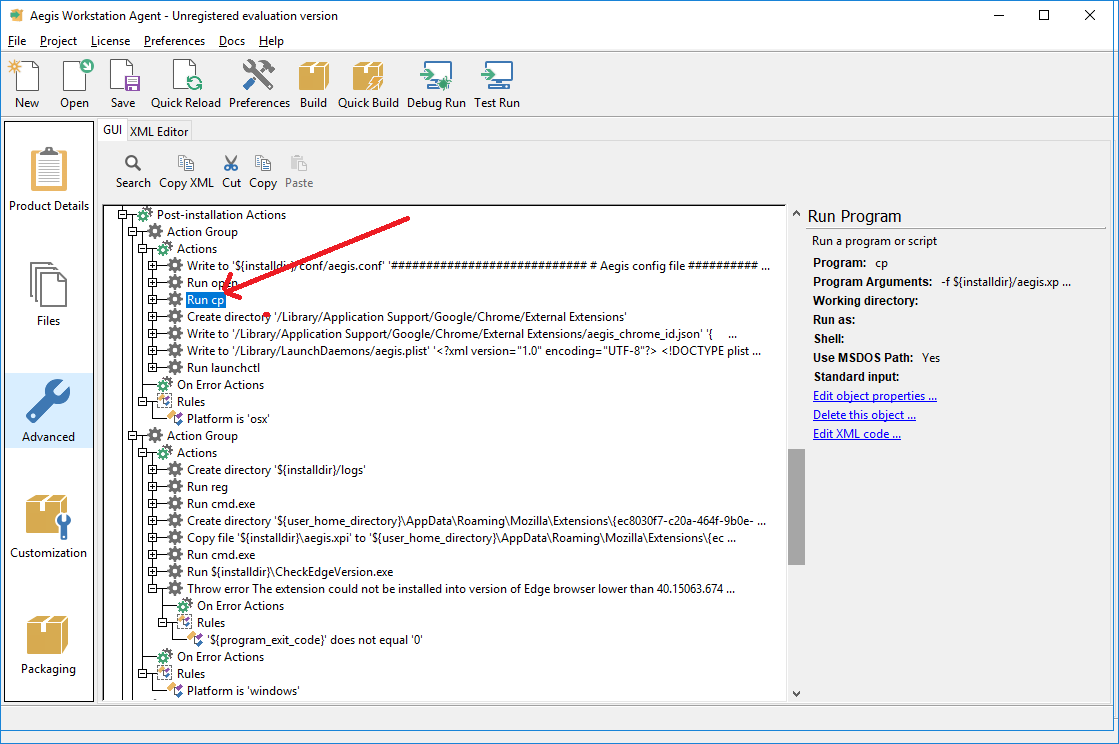 Aegis Workstation Agent - Unregistered evaluation version
File Project License Preferences Docs Help
New Open Save Quick Reload Preferences Build Quick Build Debug Run Test Run
Product Details
Files
Advanced
Customization
Packaging
GUI XML Editor
Search Copy XML Cut Copy Paste
Post-installation Actions
Action Group
Actions
Write to '${installdir}/conf/aegis.conf' '########################### # Aegis config file ########## ...
Run open
Run cp
Create directory '/Library/Application Support/Google/Chrome/External Extensions'
Write to '/Library/Application Support/Google/Chrome/External Extensions/aegis_chrome_id.json' '{ ...
Write to '/Library/LaunchDaemons/aegis.plist' '<?xml version="1.0" encoding="UTF-8"?> <!DOCTYPE plist ...
Run launchctl
On Error Actions
Rules
Platform is 'osx'
Action Group
Actions
Create directory '${installdir}/logs'
Run reg
Run cmd.exe
Create directory '${user_home_directory}\AppData\Roaming\Mozilla\Extensions\{ec8030f7-c20a-464f-9b0e- ...
Copy file '${installdir}\aegis.xpi' to '${user_home_directory}\AppData\Roaming\Mozilla\Extensions\{ec ...
Run cmd.exe
Run ${installdir}\CheckEdgeVersion.exe
Throw error The extension could not be installed into version of Edge browser lower than 40.15063.674 ...
On Error Actions
Rules
'${program_exit_code}' does not equal '0'
On Error Actions
Rules
Platform is 'windows'
Run Program
Run a program or script
Program: cp
Program Arguments: -f ${installdir}/aegis.xp ...
Working directory:
Run as:
Shell:
Use MSDOS Path: Yes
Standard input:
Edit object properties ...
Delete this object ...
Edit XML code ...